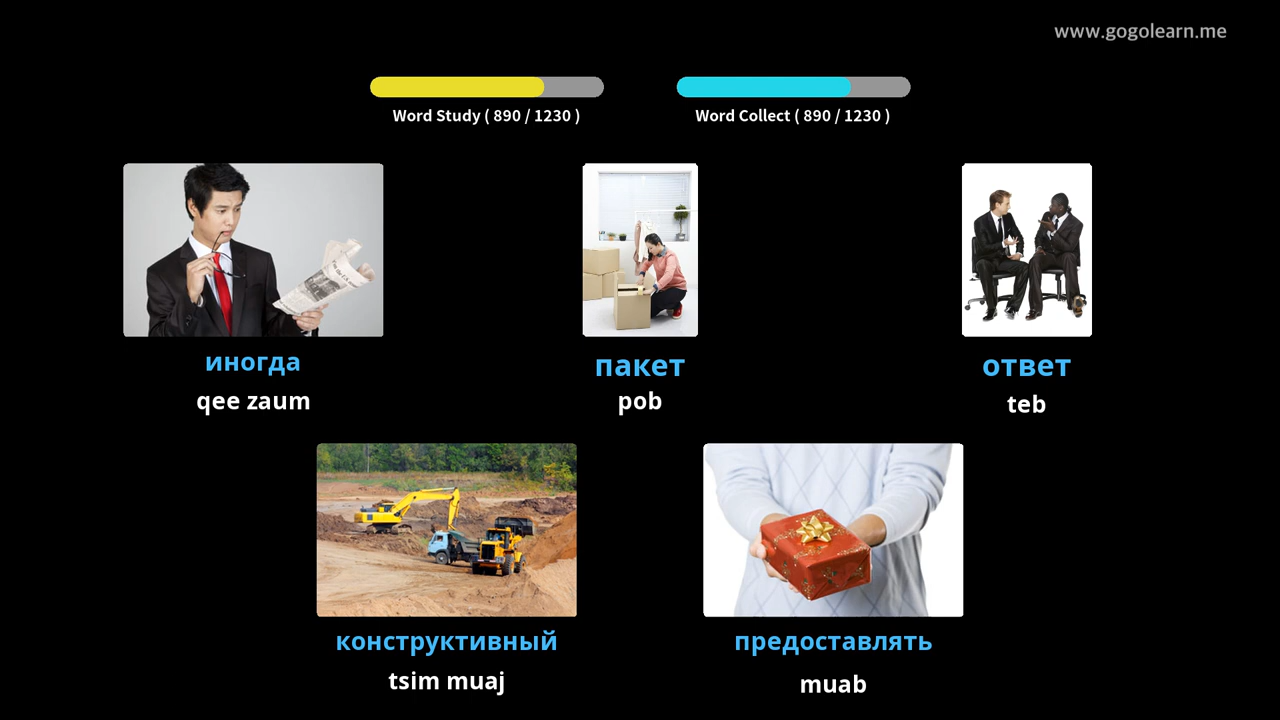 www.gogolearn.me
Word Study ( 890 / 1230 )
Word Collect ( 890 / 1230 )
иногда
qee zaum
пакет
pob
ответ
teb
конструктивный
tsim muaj
предоставлять
muab